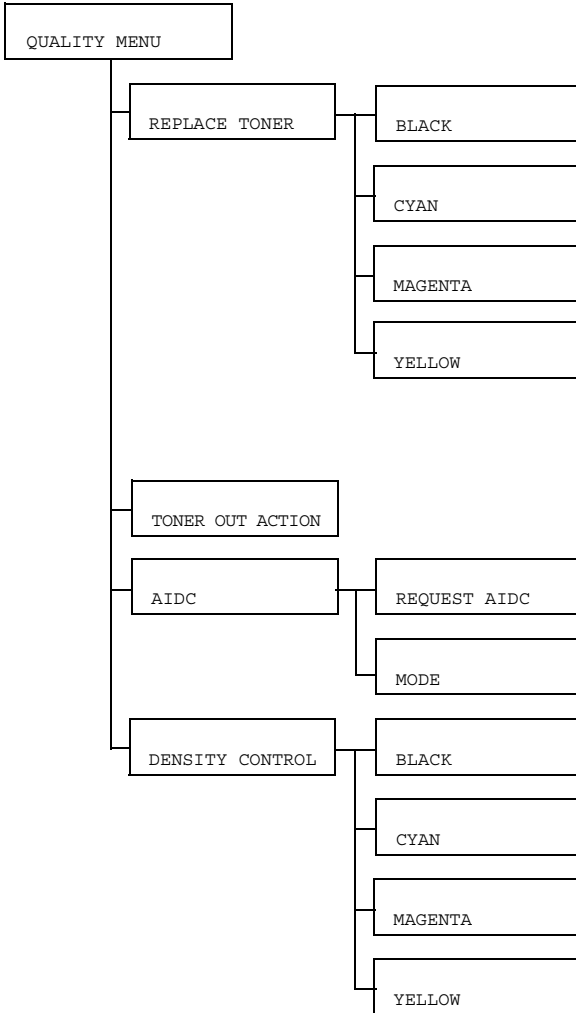 QUALITY MENU
REPLACE TONER
BLACK
CYAN
MAGENTA
YELLOW
TONER OUT ACTION
AIDC
REQUEST AIDC
MODE
DENSITY CONTROL
BLACK
CYAN
MAGENTA
YELLOW